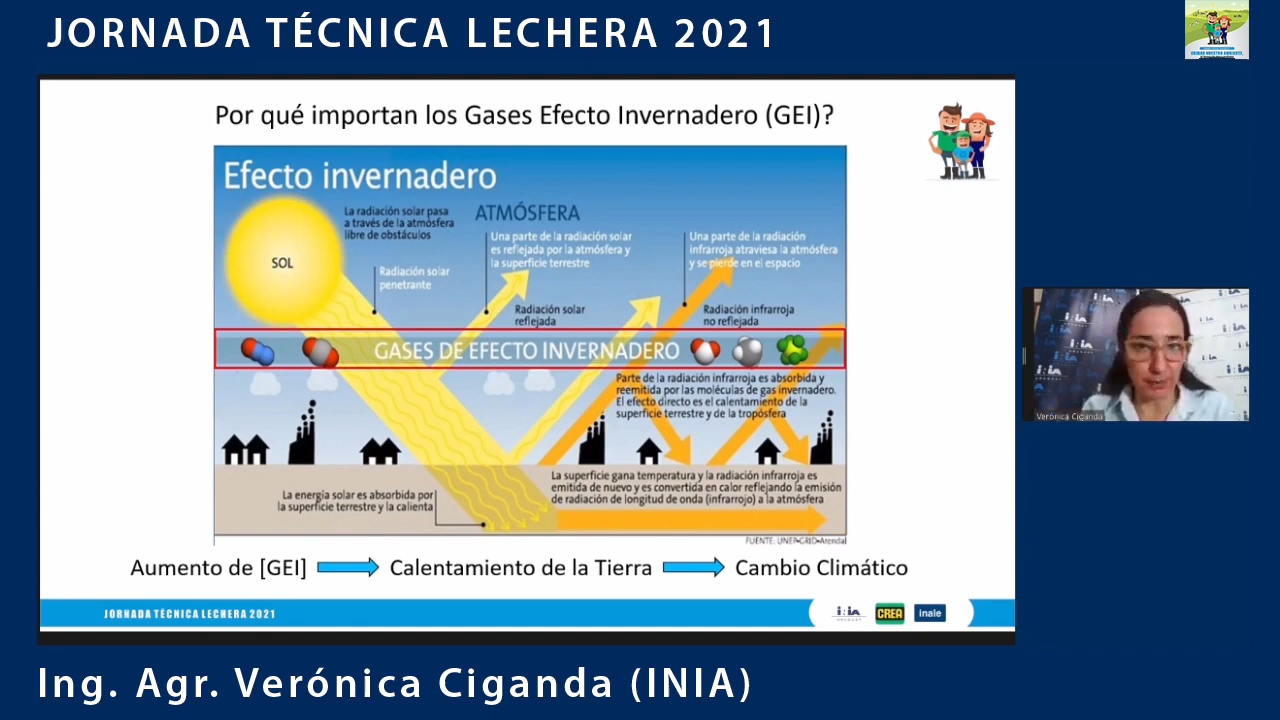 JORNADA TÉCNICA LECHERA 2021
Por qué importan los Gases Efecto Invernadero (GEI)?
Efecto invernadero
SOL
La radiación solar pasa
a través de la atmósfera
libre de obstáculos
ATMÓSFERA
Radiación solar
penetrante
Una parte de la radiación solar
es reflejada por la atmósfera y
la superficie terrestre
Radiación solar
reflejada
Una parte de la radiación
infrarroja atraviesa la atmósfera
y se pierde en el espacio
Radiación infrarroja
no reflejada
GASES DE EFECTO INVERNADERO
Parte de la radiación infrarroja es absorbida y
reemitida por las moléculas de gas invernadero.
El efecto directo es el calentamiento de la
superficie terrestre y de la tropósfera
La energía solar es absorbida por
la superficie terrestre y la calienta
La superficie gana temperatura y la radiación infrarroja es
emitida de nuevo y es convertida en calor reflejando la emisión
de radiación de longitud de onda (infrarrojo) a la atmósfera
FUENTE: UNEP-GRID-Arendal
Aumento de [GEI]
Calentamiento de la Tierra
Cambio Climático
JORNADA TÉCNICA LECHERA 2021
inia
URUGUAY
CREA
inale
Verónica Ciganda
Ing. Agr. Verónica Ciganda (INIA)